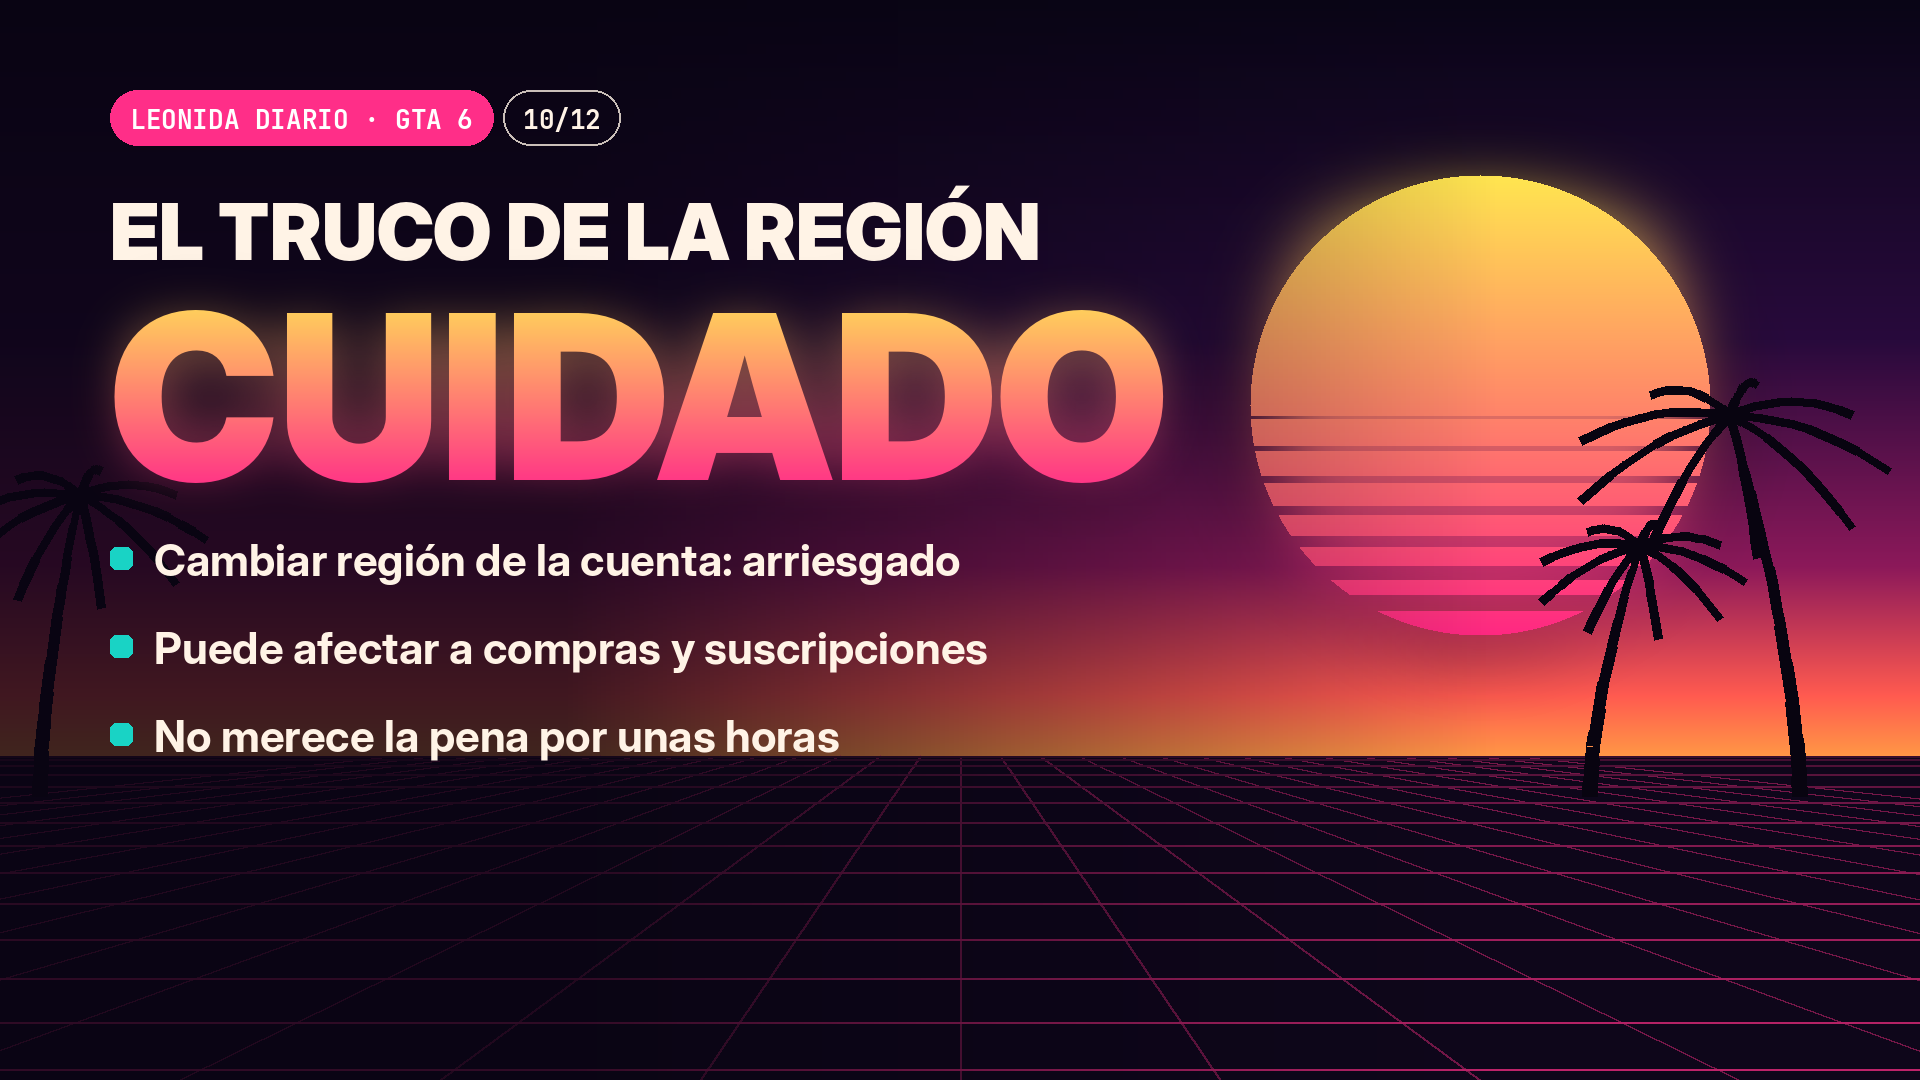 LEONIDA DIARIO · GTA 6 10/12
EL TRUCO DE LA REGIÓN
CUIDADO
Cambiar región de la cuenta: arriesgado
Puede afectar a compras y suscripciones
No merece la pena por unas horas